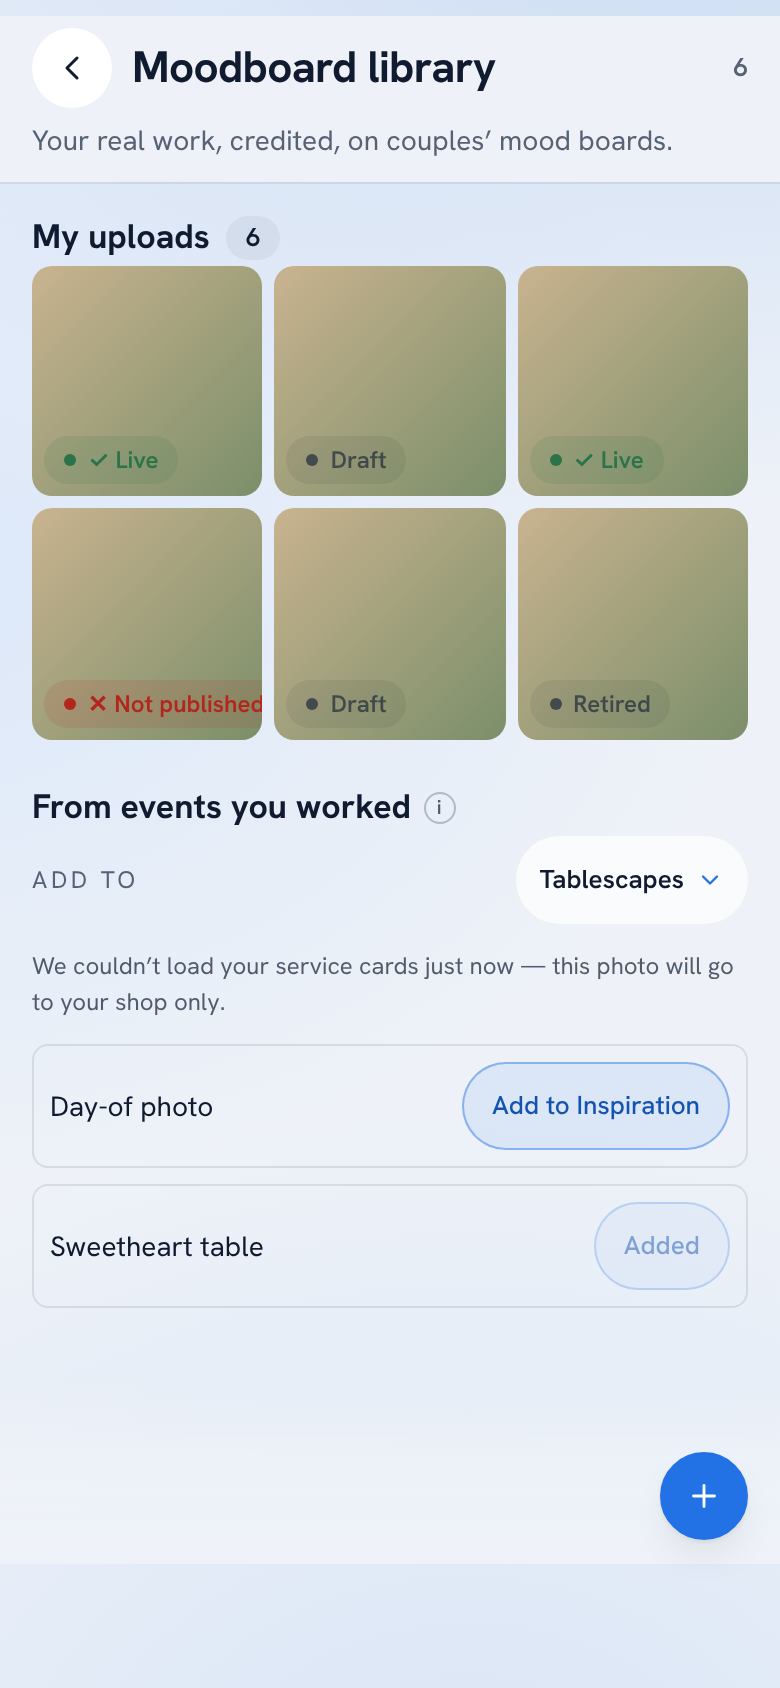 Moodboard library
6
Your real work, credited, on couples’ mood boards.
My uploads 6
✓ Live
Draft
✓ Live
✕ Not published
Draft
Retired
From events you worked i
ADD TO
Tablescapes
We couldn’t load your service cards just now — this photo will go
to your shop only.
Day-of photo
Add to Inspiration
Sweetheart table
Added